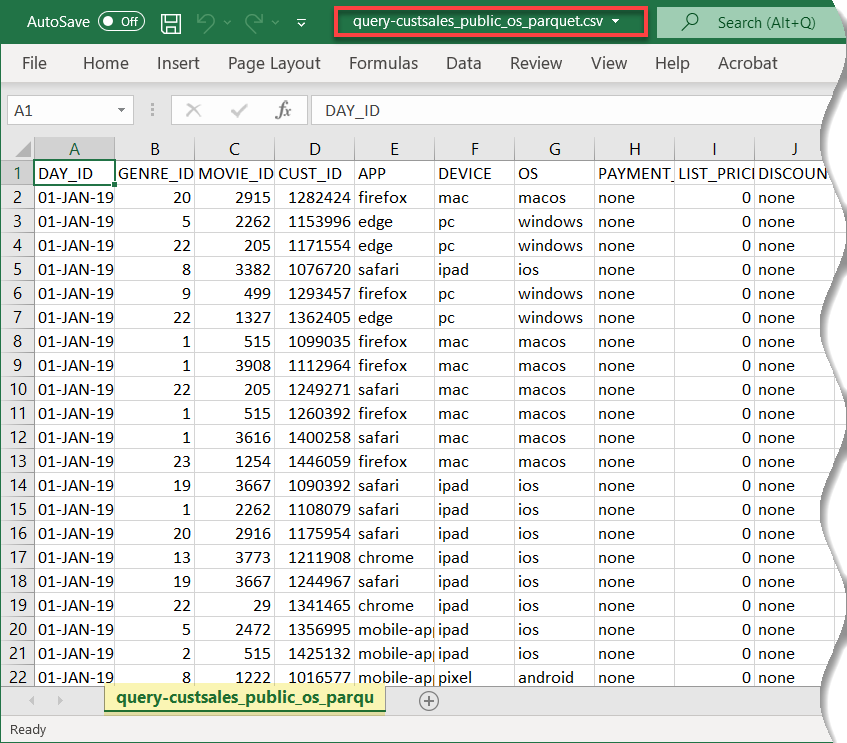 AutoSave Off query-custsales_public_os_parquet.csv Search (Alt+Q)
File Home Insert Page Layout Formulas Data Review View Help Acrobat
A1 fx DAY_ID
A B C D E F G H I J
1 DAY_ID GENRE_ID MOVIE_ID CUST_ID APP DEVICE OS PAYMENT_ LIST_PRICE DISCOUN
2 01-JAN-19 20 2915 1282424 firefox mac macos none 0 none
3 01-JAN-19 5 2262 1153996 edge pc windows none 0 none
4 01-JAN-19 22 205 1171554 edge pc windows none 0 none
5 01-JAN-19 8 3382 1076720 safari ipad ios none 0 none
6 01-JAN-19 9 499 1293457 firefox pc windows none 0 none
7 01-JAN-19 22 1327 1362405 edge pc windows none 0 none
8 01-JAN-19 1 515 1099035 firefox mac macos none 0 none
9 01-JAN-19 1 3908 1112964 firefox mac macos none 0 none
10 01-JAN-19 22 205 1249271 safari mac macos none 0 none
11 01-JAN-19 1 515 1260392 firefox mac macos none 0 none
12 01-JAN-19 1 3616 1400258 safari mac macos none 0 none
13 01-JAN-19 23 1254 1446059 firefox mac macos none 0 none
14 01-JAN-19 19 3667 1090392 safari ipad ios none 0 none
15 01-JAN-19 1 2262 1108079 safari ipad ios none 0 none
16 01-JAN-19 20 2916 1175954 safari ipad ios none 0 none
17 01-JAN-19 13 3773 1211908 chrome ipad ios none 0 none
18 01-JAN-19 19 3667 1244967 safari ipad ios none 0 none
19 01-JAN-19 22 29 1341465 chrome ipad ios none 0 none
20 01-JAN-19 5 2472 1356995 mobile-ap ipad ios none 0 none
21 01-JAN-19 2 515 1425132 mobile-ap ipad ios none 0 none
22 01-JAN-19 8 1222 1016577 mobile-ap pixel android none 0 none
query-custsales_public_os_parqu
Ready